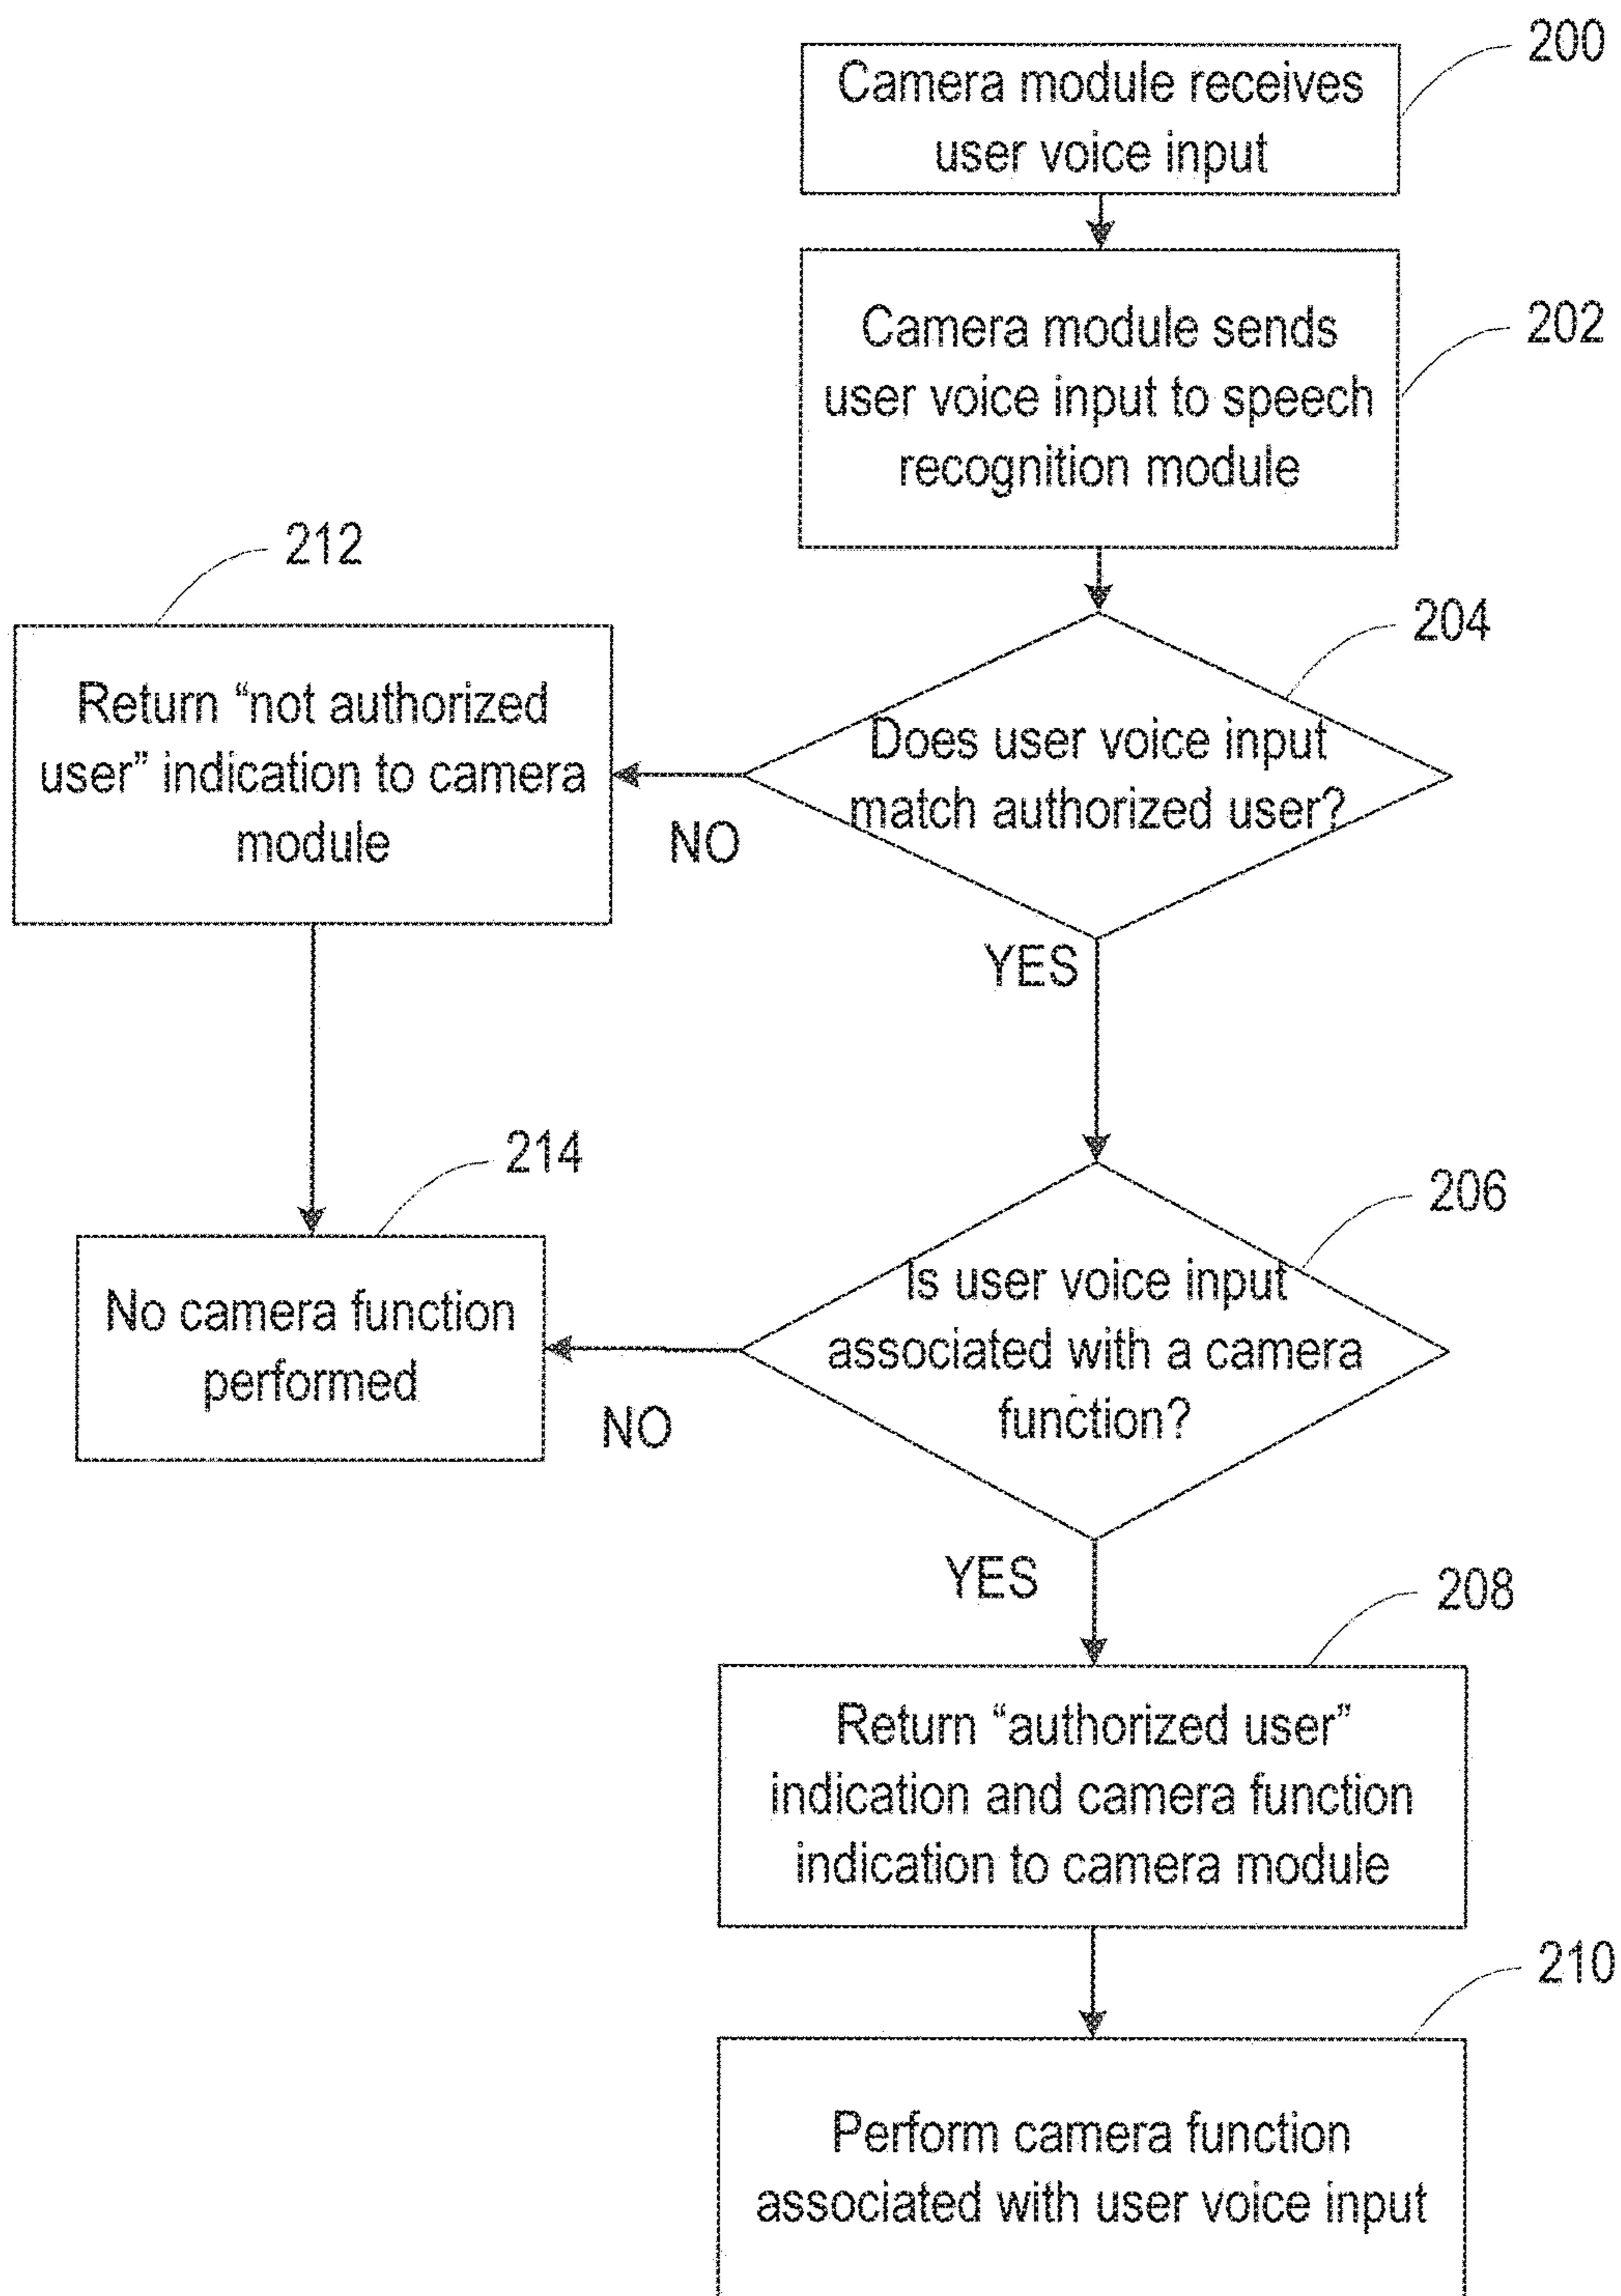 200
Camera module receives
user voice input
202
Camera module sends
user voice input to speech
recognition module
212
204
Return “not authorized
user” indication to camera
module
Does user voice input
match authorized user?
NO
YES
214
206
No camera function
performed
Is user voice input
associated with a camera
function?
NO
YES
208
Return “authorized user”
indication and camera function
indication to camera module
210
Perform camera function
associated with user voice input